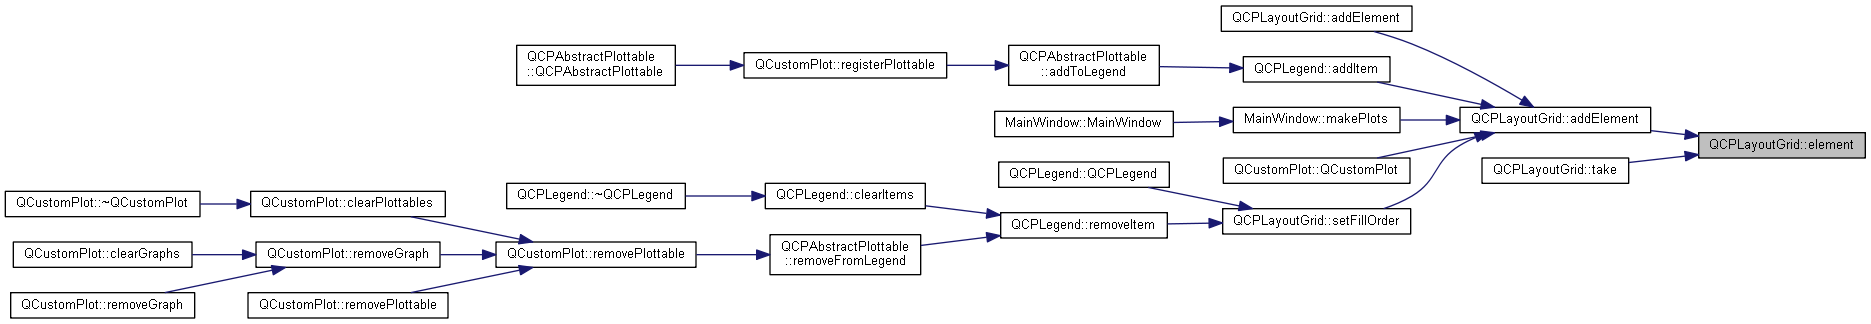 QCPLayoutGrid::addElement
QCPAbstractPlottable
::QCPAbstractPlottable
QCustomPlot::registerPlottable
QCPAbstractPlottable
::addToLegend
QCPLegend::addItem
MainWindow::MainWindow
MainWindow::makePlots
QCPLayoutGrid::addElement
QCPLayoutGrid::element
QCPLegend::QCPLegend
QCustomPlot::QCustomPlot
QCPLayoutGrid::take
QCustomPlot::~QCustomPlot
QCustomPlot::clearPlottables
QCPLegend::~QCPLegend
QCPLegend::clearItems
QCPLegend::removeItem
QCPLayoutGrid::setFillOrder
QCustomPlot::clearGraphs
QCustomPlot::removeGraph
QCustomPlot::removePlottable
QCPAbstractPlottable
::removeFromLegend
QCustomPlot::removeGraph
QCustomPlot::removePlottable